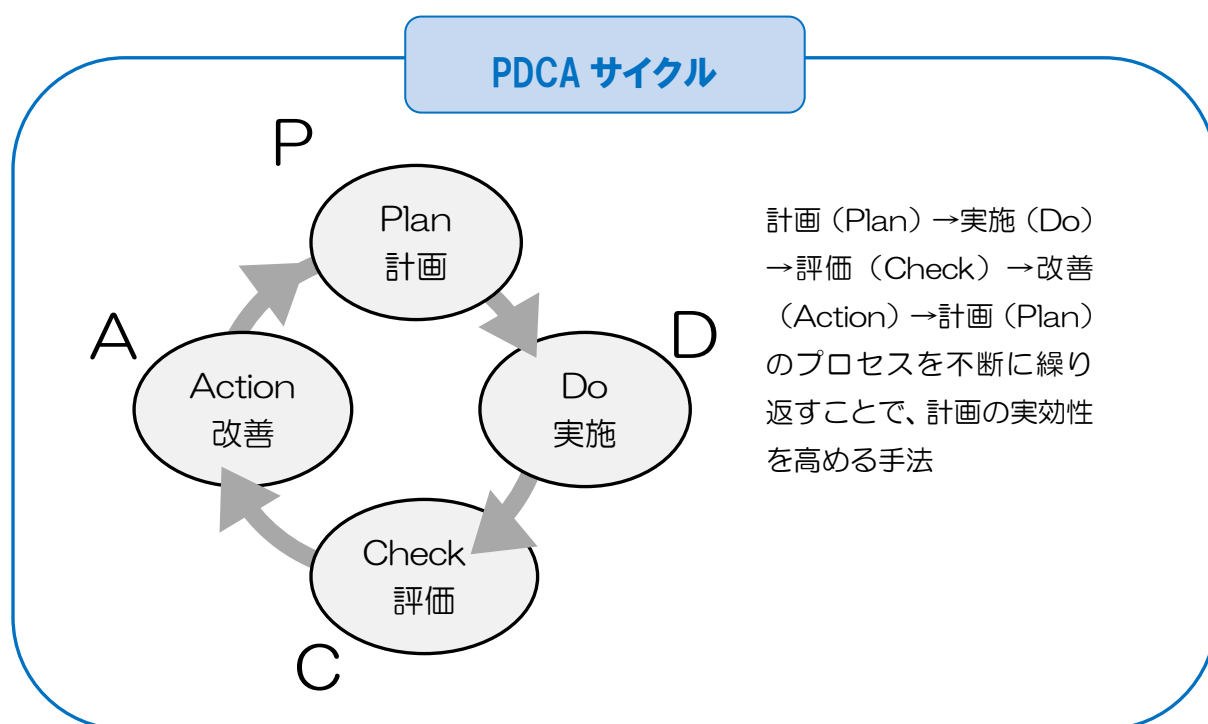 PDCA サイクル
P
Plan
計画
A
D
Action
改善
Do
実施
Check
評価
C
計画（Plan）→実施（Do）
→評価（Check）→改善
（Action）→計画（Plan）
のプロセスを不断に繰り
返すことで、計画の実効性
を高める手法